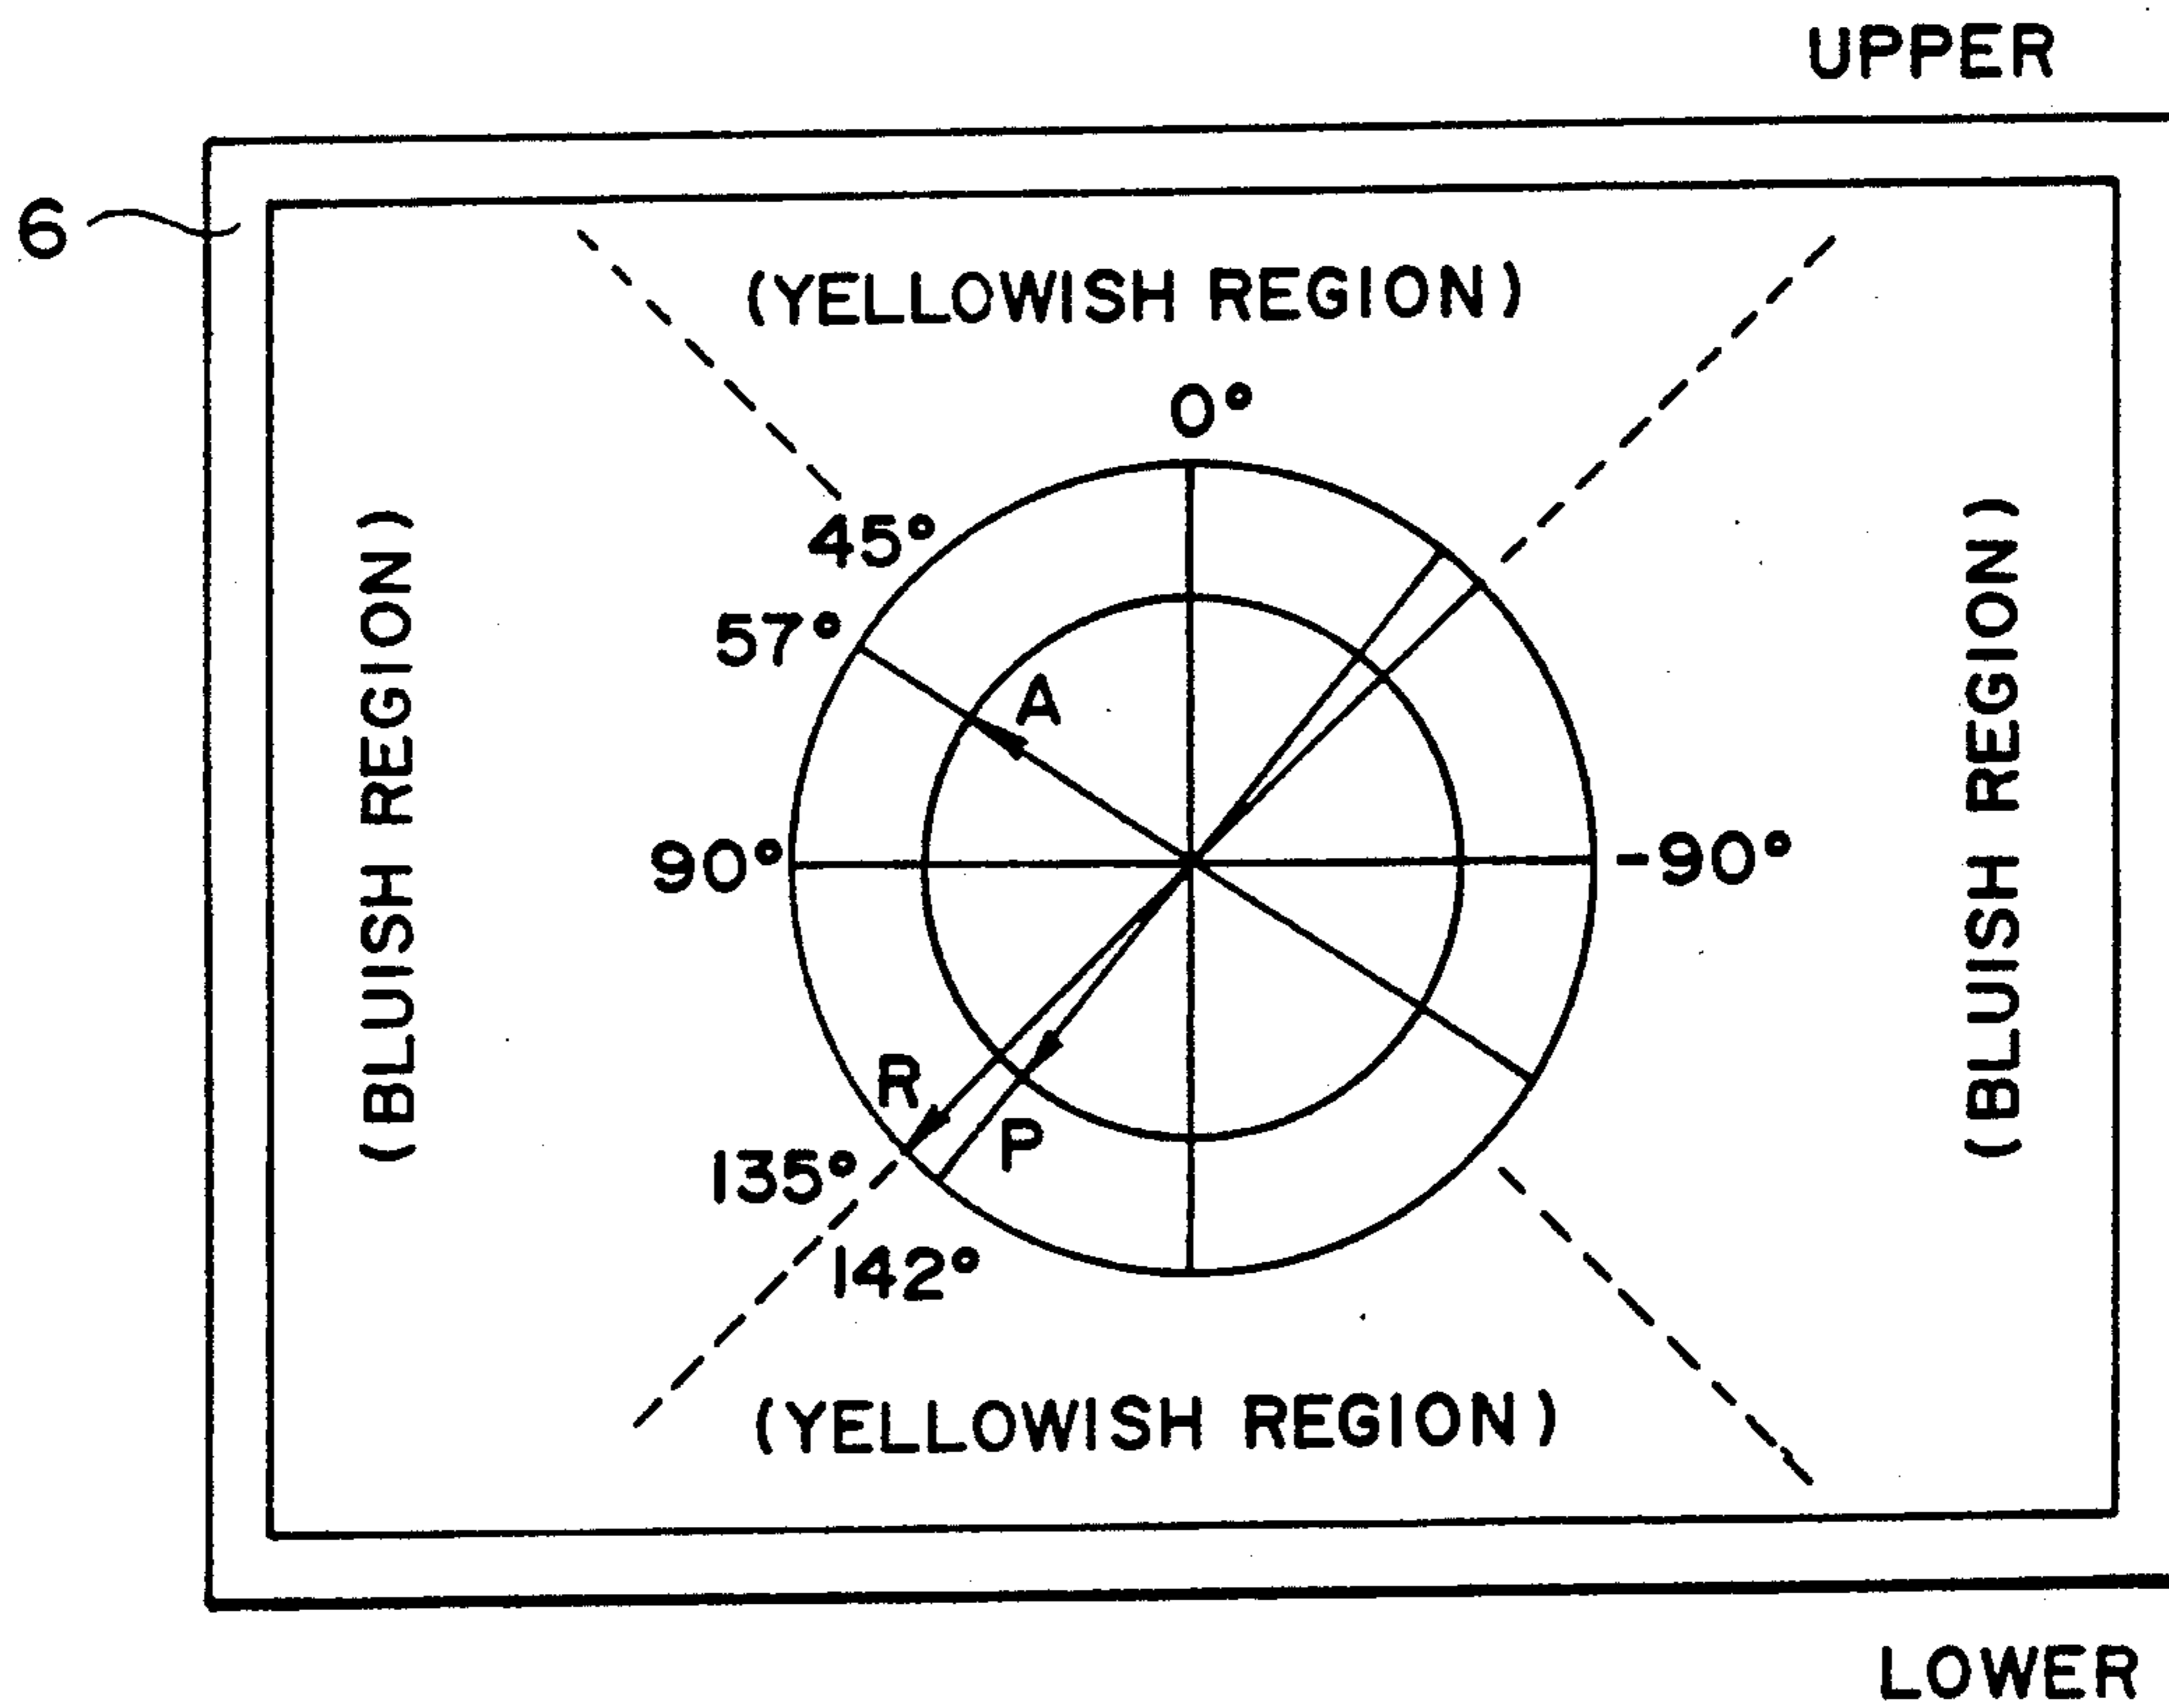 UPPER
6
(YELLOWISH REGION)
0°
45°
57°
A
(BLUISH REGION)
90°
-90°
(BLUISH REGION)
R
P
135°
142°
(YELLOWISH REGION)
LOWER